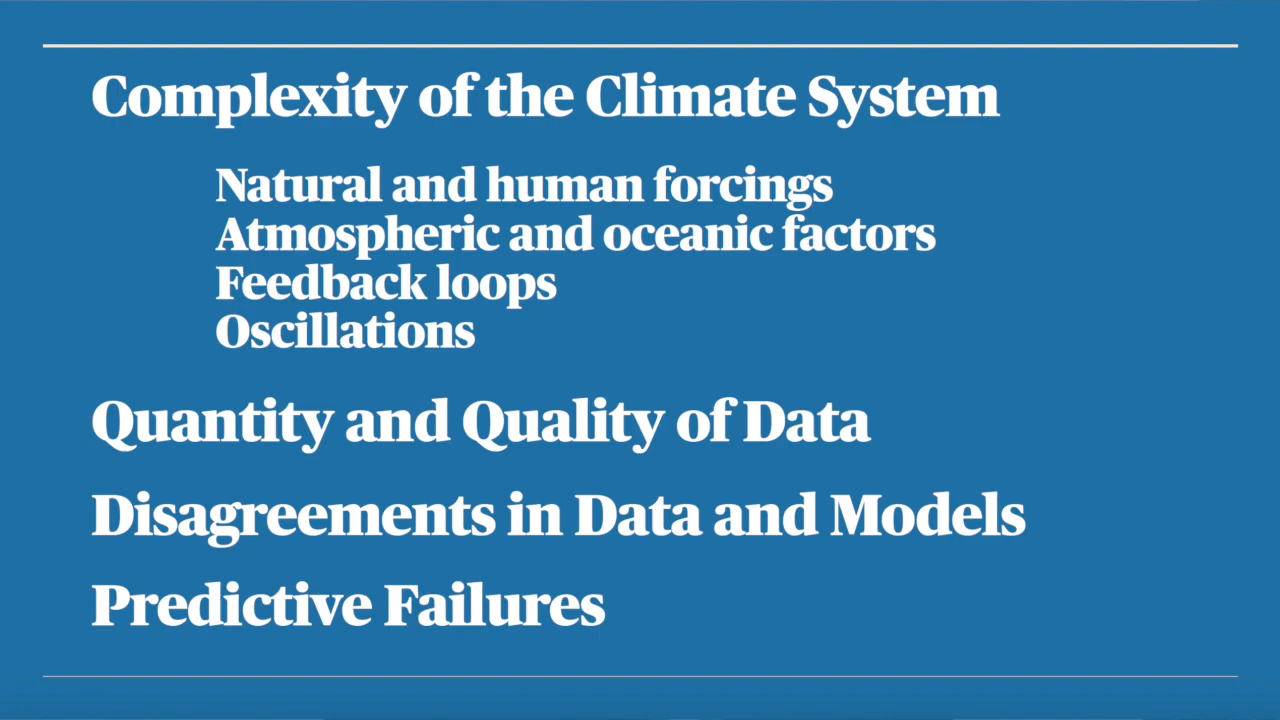 Complexity of the Climate System
Natural and human forcings
Atmospheric and oceanic factors
Feedback loops
Oscillations
Quantity and Quality of Data
Disagreements in Data and Models
Predictive Failures